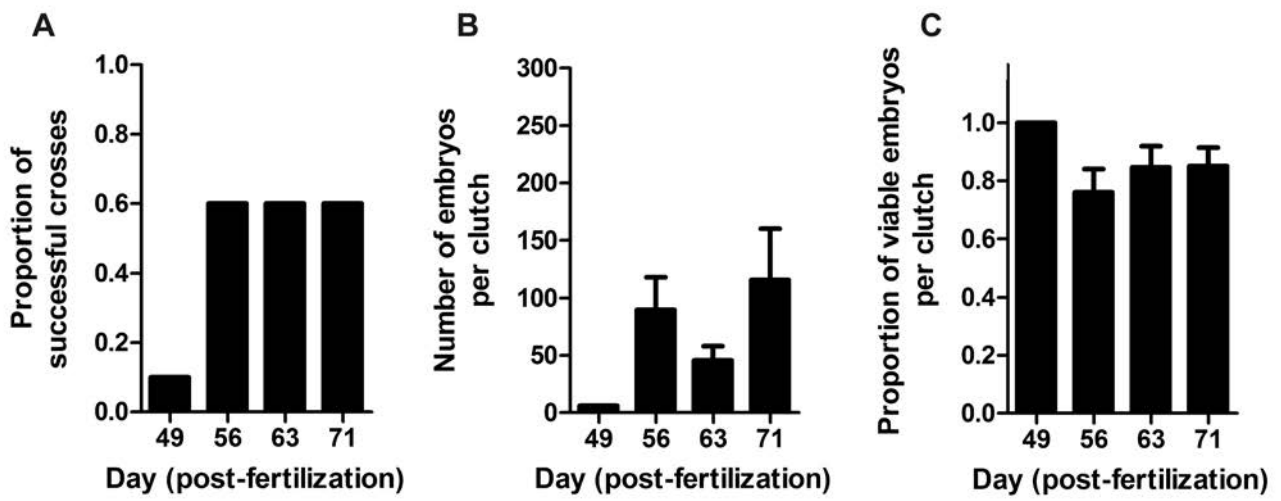 A
Proportion of
successful crosses
1.0
0.8
0.6
0.4
0.2
0.0
49 56 63 71
Day (post-fertilization)
B
Number of embryos
per clutch
300
250
200
150
100
50
0
49 56 63 71
Day (post-fertilization)
C
Proportion of viable embryos
per clutch
1.0
0.8
0.6
0.4
0.2
0.0
49 56 63 71
Day (post-fertilization)